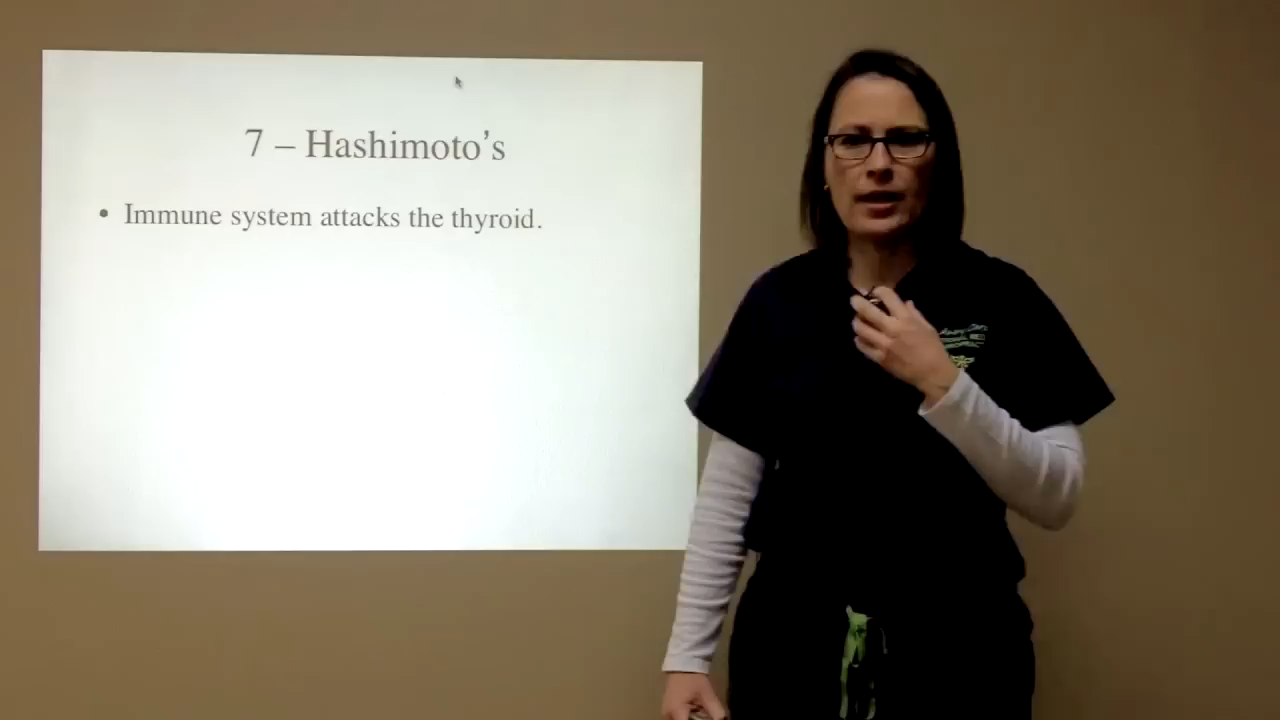 7 – Hashimoto’s
• Immune system attacks the thyroid.